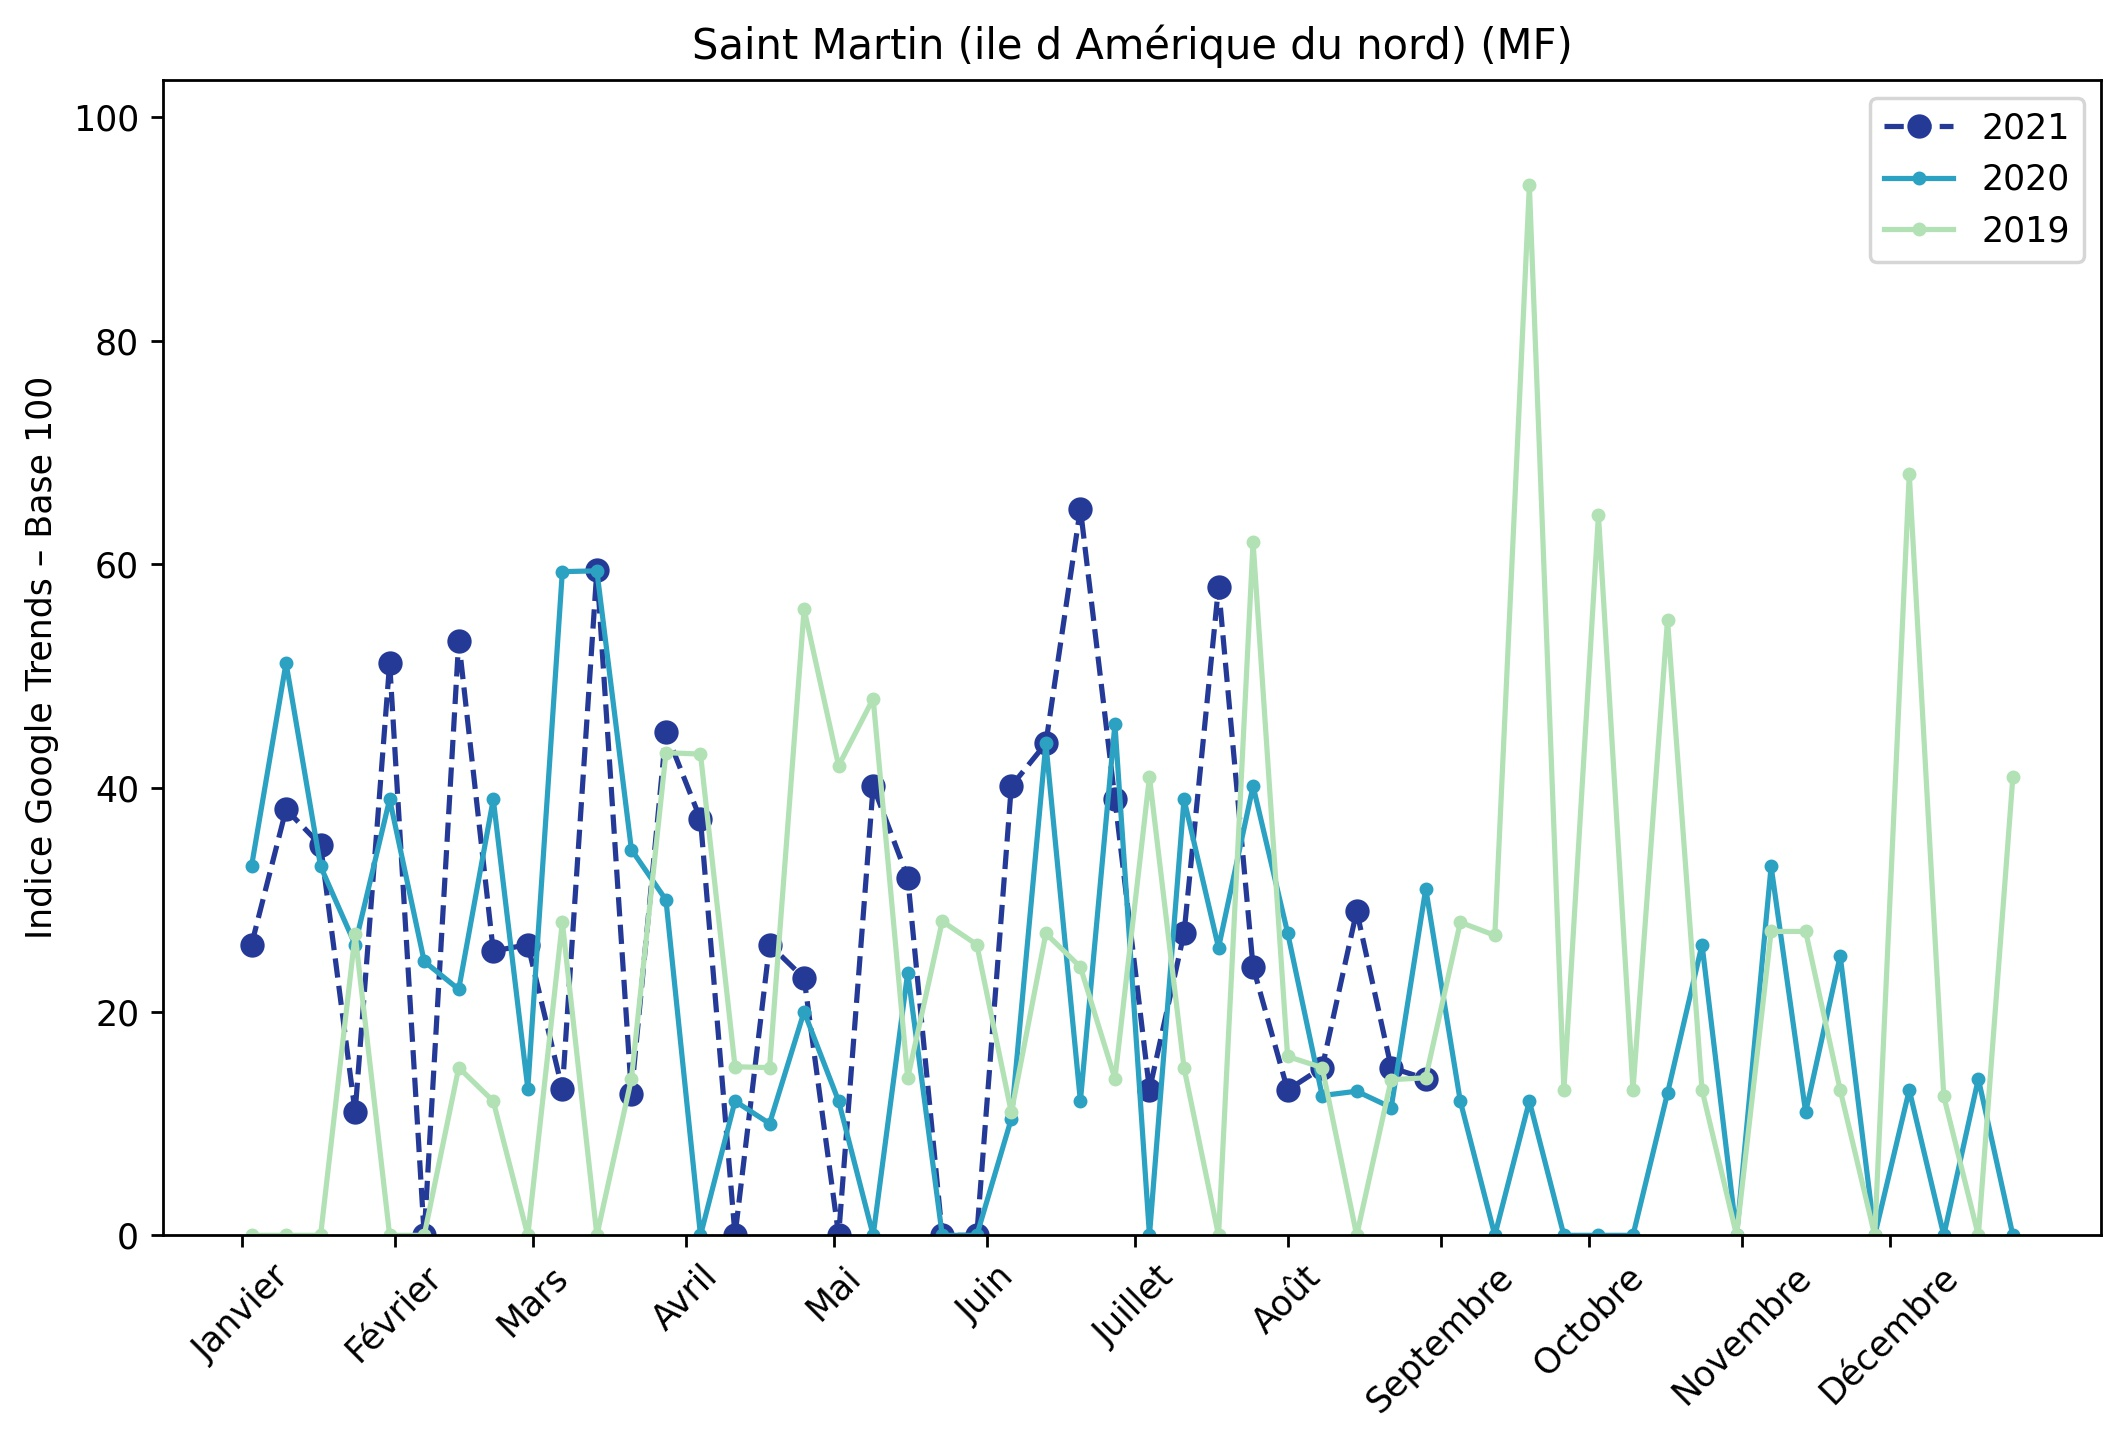 Saint Martin (ile d Amérique du nord) (MF)
Indice Google Trends – Base 100
100
80
60
40
20
0
2021
2020
2019
Janvier
Février
Mars
Avril
Mai
Juin
Juillet
Août
Septembre
Octobre
Novembre
Décembre